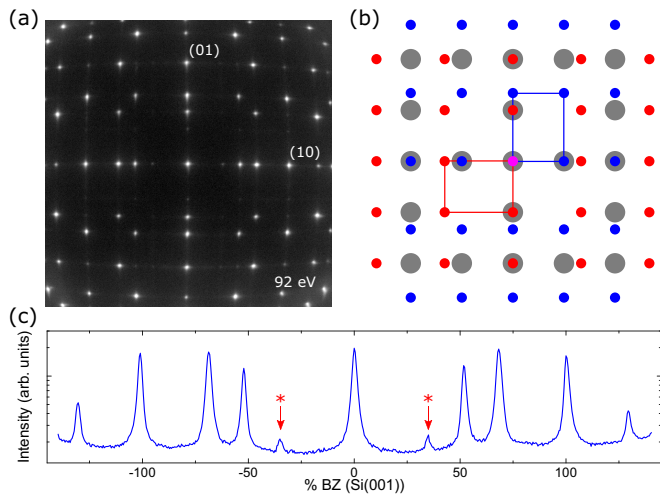 (a)
(01)
(10)
92 eV
(b)
(c)
Intensity (arb. units)
*
*
-100
-50
0
50
100
% BZ (Si(001))